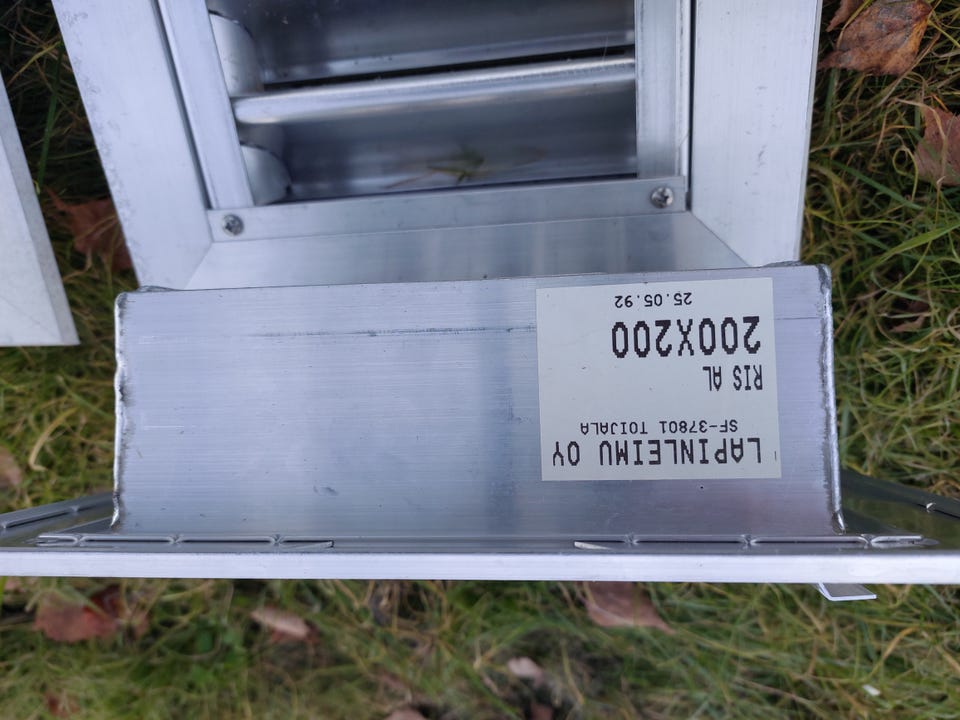 LAPINLEIMU OY
SF-37801 TOIJALA
RIS AL
200X200
25.05.92